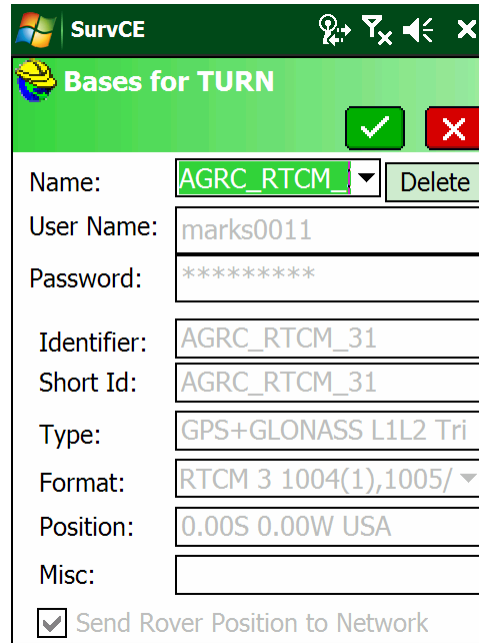 SurvCE
Bases for TURN
Name: AGRC_RTCM_ Delete
User Name: marks0011
Password: *********
Identifier: AGRC_RTCM_31
Short Id: AGRC_RTCM_31
Type: GPS+GLONASS L1L2 Tri
Format: RTCM 3 1004(1),1005/
Position: 0.00S 0.00W USA
Misc:
Send Rover Position to Network